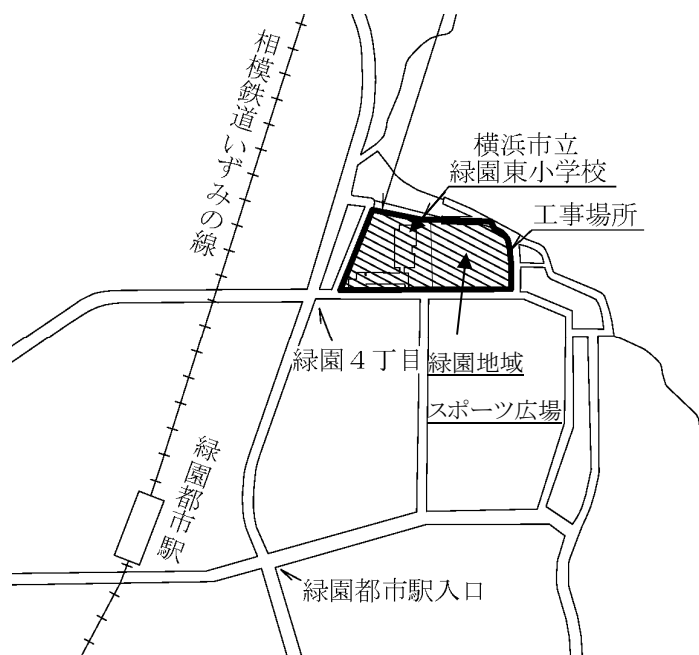 相模鉄道いずみの線
横浜市立
緑園東小学校
工事場所
緑園4丁目
緑園地域
スポーツ広場
緑園都市駅
緑園都市駅入口